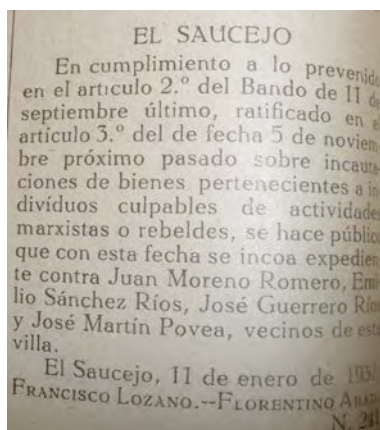 EL SAUCEJO
En cumplimiento a lo prevenido
en el artículo 2.º del Bando de 11 de
septiembre último, ratificado en el
artículo 3.º del de fecha 5 de noviem-
bre próximo pasado sobre incauta-
ciones de bienes pertenecientes a in-
divíduos culpables de actividades
marxistas o rebeldes, se hace público
que con esta fecha se incoa expedien-
te contra Juan Moreno Romero, Emi-
lio Sánchez Ríos, José Guerrero Ríos
y José Martín Povea, vecinos de esta
villa.
El Saucejo, 11 de enero de
FRANCISCO LOZANO.--FLORENTINO
N. 241